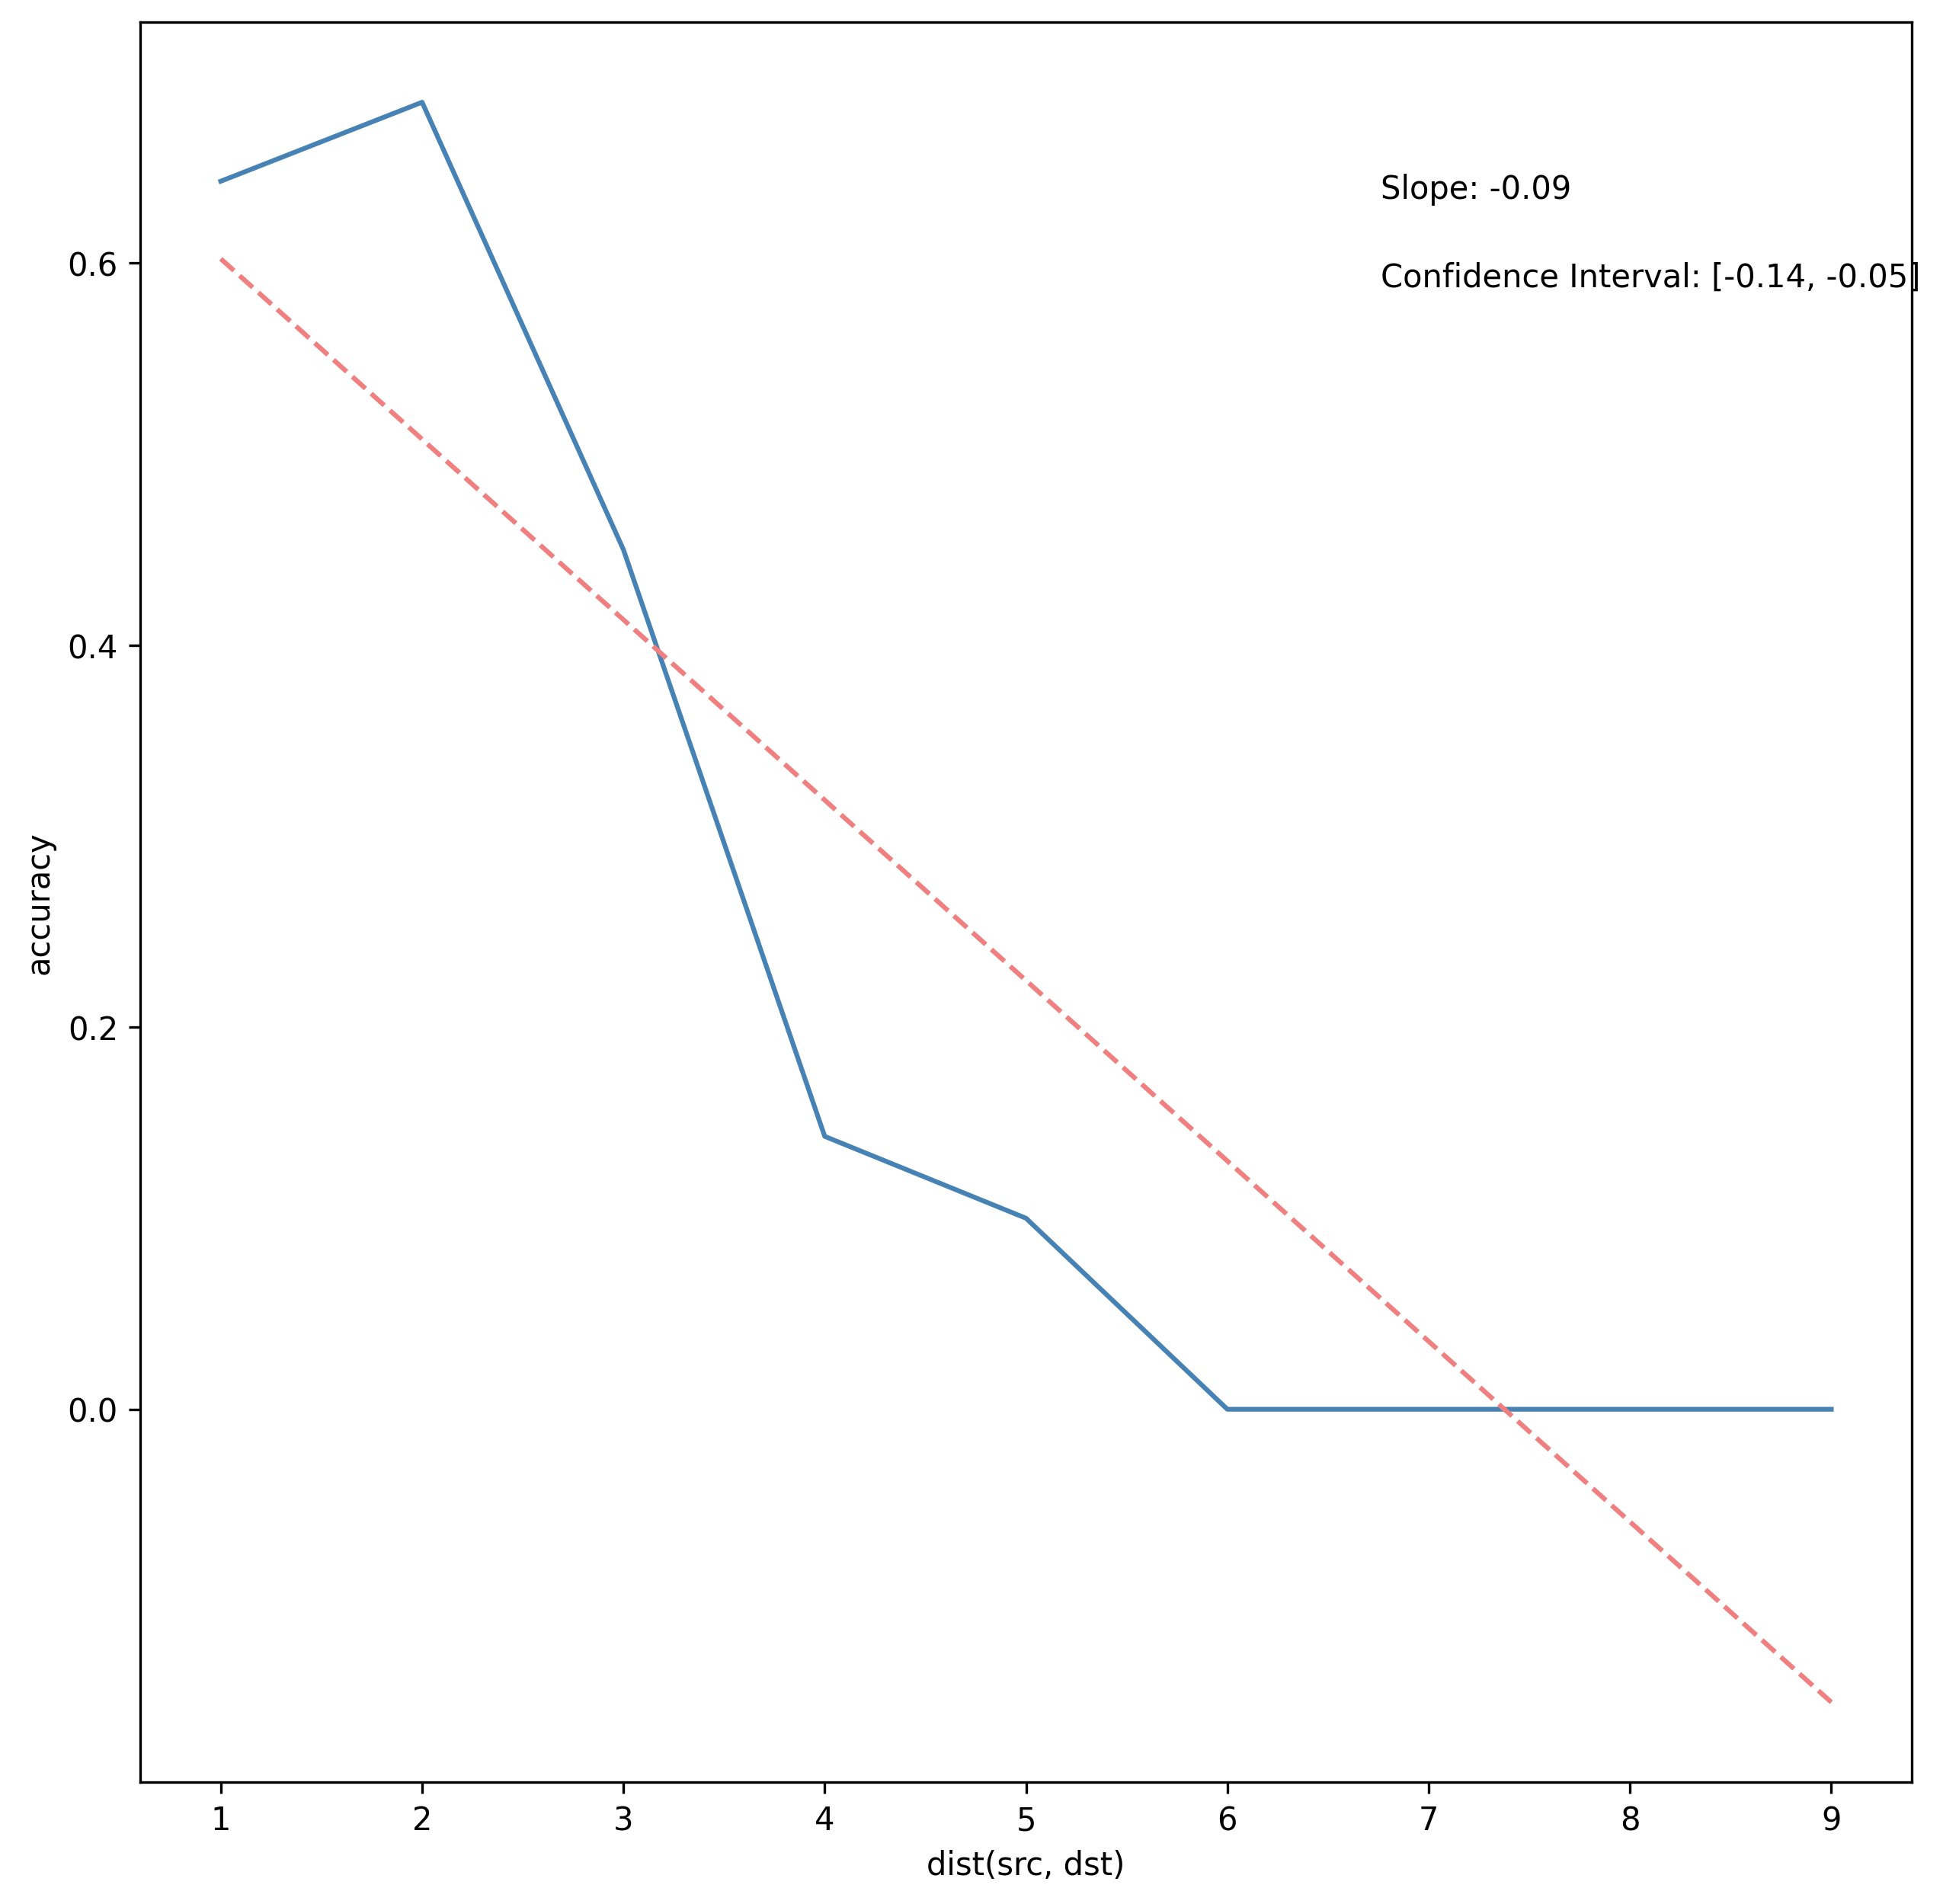 Slope: -0.09
Confidence Interval: [-0.14, -0.05]
0.6
0.4
0.2
0.0
accuracy
1 2 3 4 5 6 7 8 9
dist(src, dst)